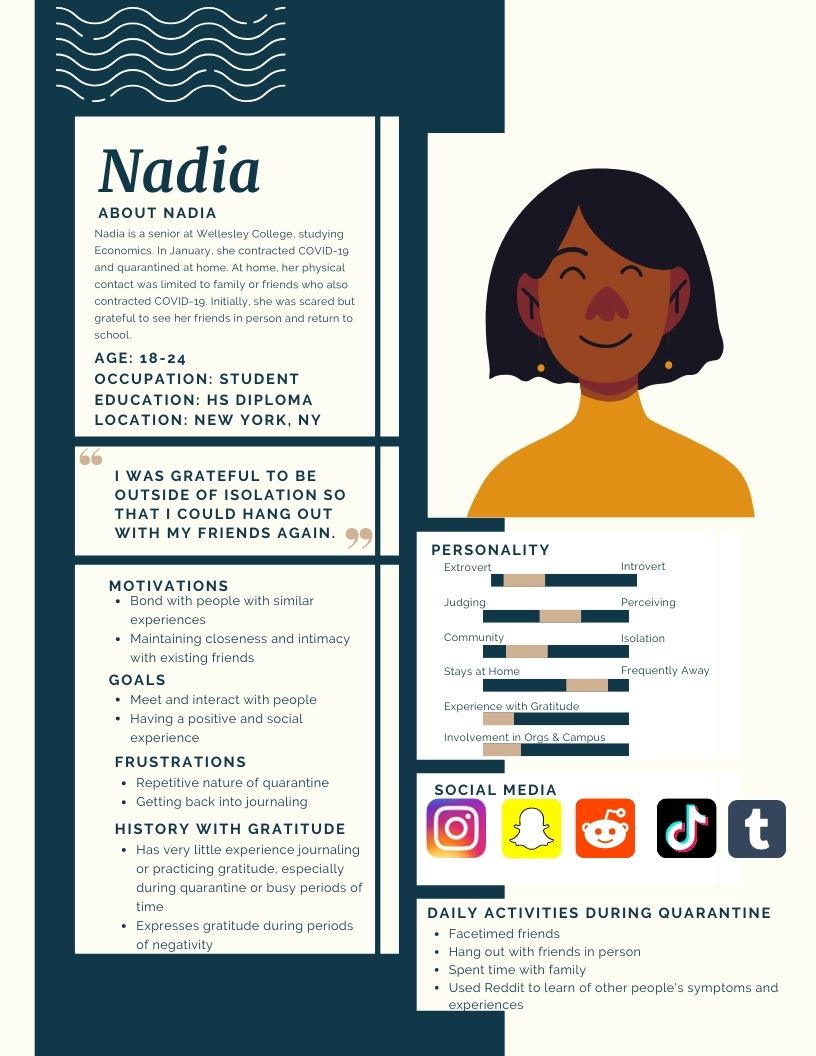 Nadia
ABOUT NADIA
Nadia is a senior at Wellesley College, studying
Economics. In January, she contracted COVID-19
and quarantined at home. At home, her physical
contact was limited to family or friends who also
contracted COVID-19. Initially, she was scared but
grateful to see her friends in person and return to
school.
AGE: 18-24
OCCUPATION: STUDENT
EDUCATION: HS DIPLOMA
LOCATION: NEW YORK, NY
“
I WAS GRATEFUL TO BE
OUTSIDE OF ISOLATION SO
THAT I COULD HANG OUT
WITH MY FRIENDS AGAIN. ”
MOTIVATIONS
• Bond with people with similar
experiences
• Maintaining closeness and intimacy
with existing friends
GOALS
• Meet and interact with people
• Having a positive and social
experience
FRUSTRATIONS
• Repetitive nature of quarantine
• Getting back into journaling
HISTORY WITH GRATITUDE
• Has very little experience journaling
or practicing gratitude, especially
during quarantine or busy periods of
time
• Expresses gratitude during periods
of negativity
PERSONALITY
Extrovert Introvert
Judging Perceiving
Community Isolation
Stays at Home Frequently Away
Experience with Gratitude
Involvement in Orgs & Campus
SOCIAL MEDIA
t
DAILY ACTIVITIES DURING QUARANTINE
• Facetimed friends
• Hang out with friends in person
• Spent time with family
• Used Reddit to learn of other people's symptoms and
experiences